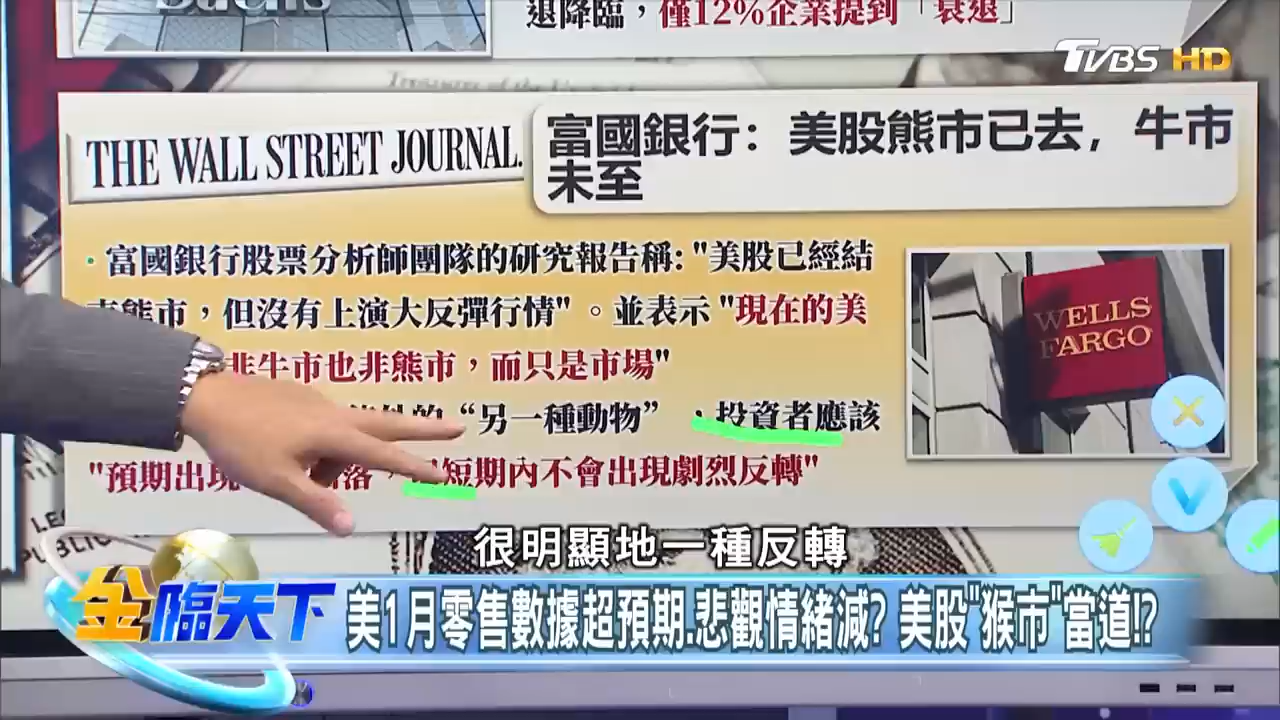 Sachs
退降臨，僅12%企業提到「衰退」
TVBS HD
THE WALL STREET JOURNAL.
富國銀行：美股熊市已去，牛市
未至
·富國銀行股票分析師團隊的研究報告稱:"美股已經結
熊市，但沒有上演大反彈行情"。並表示"現在的美
非牛市也非熊市，而只是市場"
的“另一種動物”，投資者應該
"預期出現 落，短期內不會出現劇烈反轉"
WELLS
FARGO
很明顯地一種反轉
金臨天下
美1月零售數據超預期.悲觀情緒減? 美股"猴市"當道!?